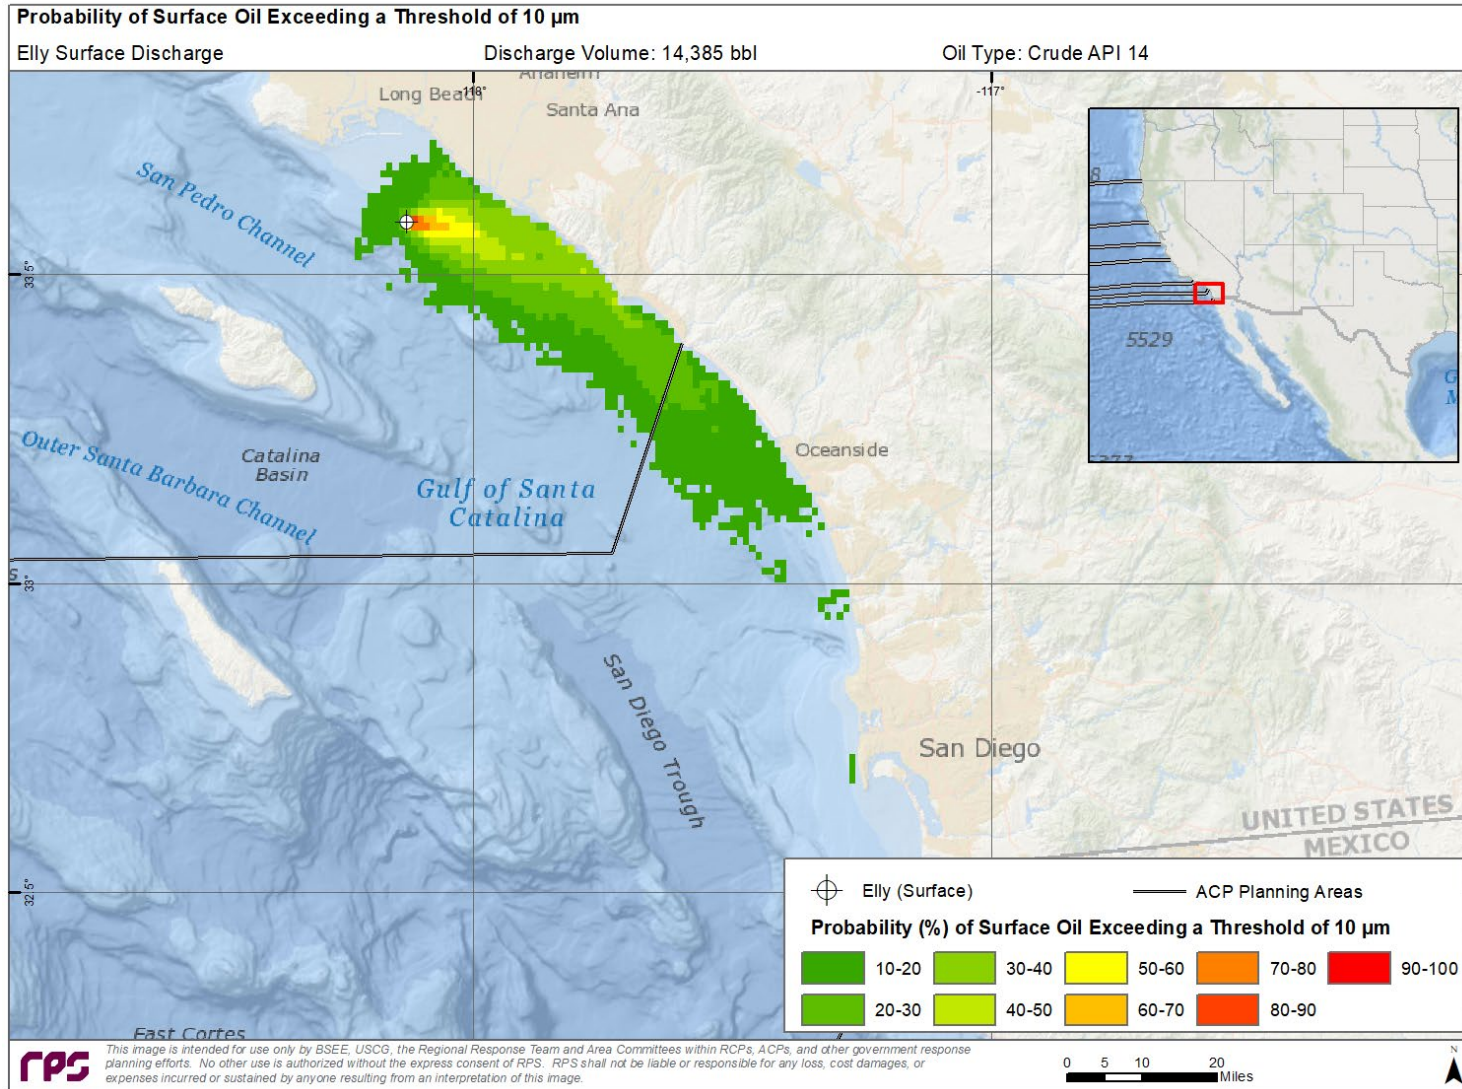 Probability of Surface Oil Exceeding a Threshold of 10 µm
Elly Surface Discharge
Discharge Volume: 14,385 bbl
Oil Type: Crude API 14
Anaheim
Long Beach
-118°
-117°
Santa Ana
San Pedro Channel
33.5°
5529
Oceanside
Catalina
Basin
Outer Santa Barbara Channel
Gulf of Santa
Catalina
33°
San Diego Trough
San Diego
UNITED STATES
MEXICO
32.5°
East Cortes
Elly (Surface)
ACP Planning Areas
Probability (%) of Surface Oil Exceeding a Threshold of 10 µm
10-20
30-40
50-60
70-80
90-100
20-30
40-50
60-70
80-90
rps
This image is intended for use only by BSEE, USCG, the Regional Response Team and Area Committees within RCPs, ACPs, and other government response
planning efforts. No other use is authorized without the express consent of RPS. RPS shall not be liable or responsible for any loss, cost damages, or
expenses incurred or sustained by anyone resulting from an interpretation of this image.
0 5 10 20
Miles
N